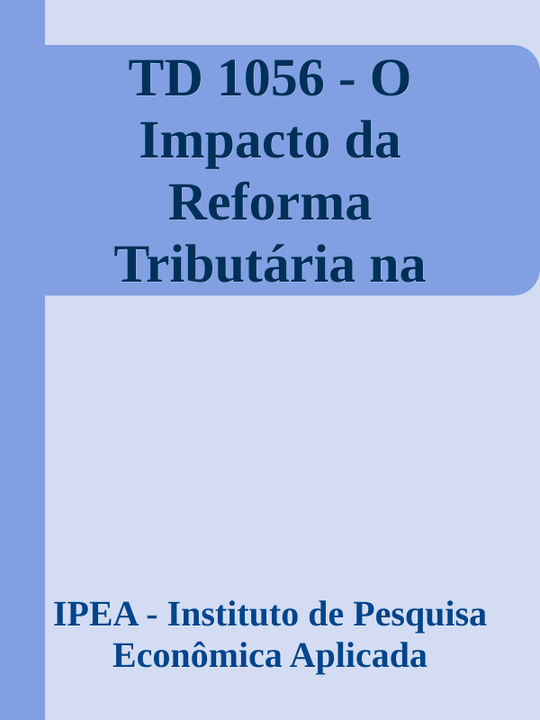 TD 1056 - O
Impacto da
Reforma
Tributária na
IPEA - Instituto de Pesquisa
Econômica Aplicada